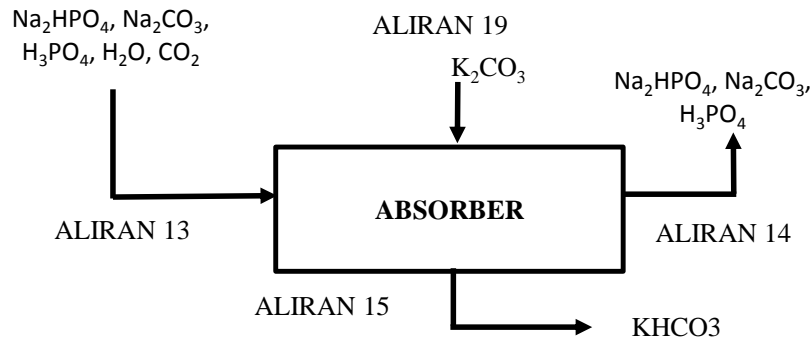 Na₂HPO₄, Na₂CO₃,
H₃PO₄, H₂O, CO₂
ALIRAN 19
K₂CO₃
Na₂HPO₄, Na₂CO₃,
H₃PO₄
ABSORBER
ALIRAN 13
ALIRAN 14
ALIRAN 15
KHCO3